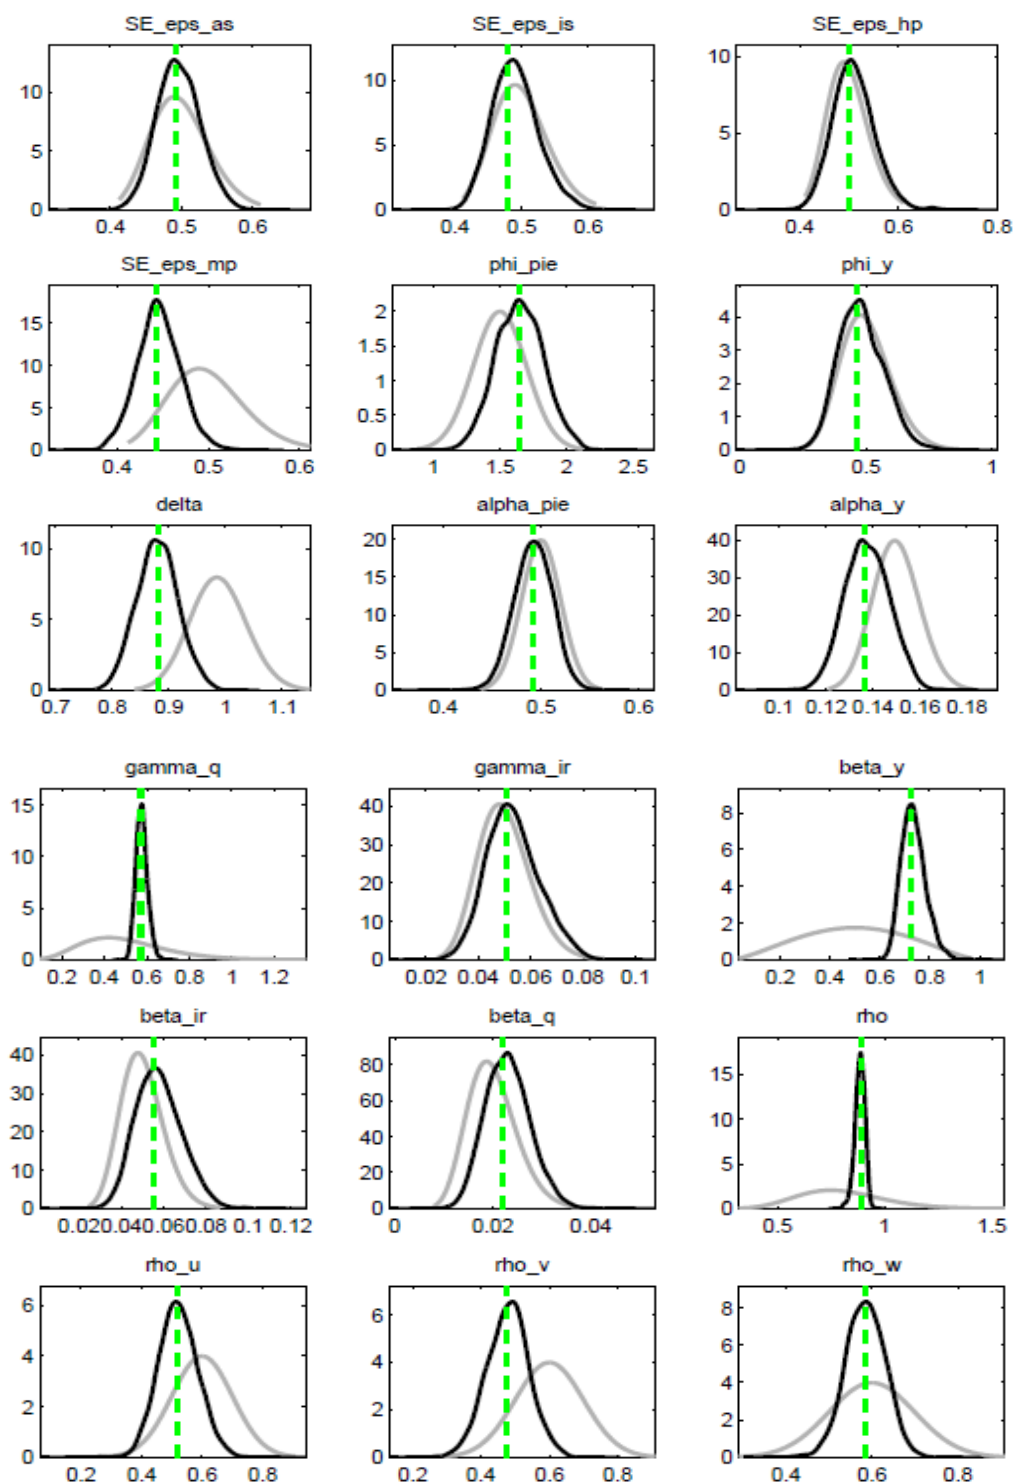 SE_eps_as SE_eps_is SE_eps_hp
10 10 10
5 5 5
0 0 0
0.4 0.5 0.6 0.4 0.5 0.6 0.4 0.6 0.8
SE_eps_mp phi_pie phi_y
15 2 4
10 1.5 3
5 1 2
0 0.5 1
0 0
0.4 0.5 0.6 1 1.5 2 2.5 0 0.5 1
delta alpha_pie alpha_y
10 20 40
5 15 30
0 10 20
5 10
0 0
0.7 0.8 0.9 1 1.1 0.4 0.5 0.6 0.1 0.12 0.14 0.16 0.18
gamma_q gamma_ir beta_y
15 40 8
10 30 6
5 20 4
0 10 2
0 0
0.2 0.4 0.6 0.8 1 1.2 0.02 0.04 0.06 0.08 0.1 0.2 0.4 0.6 0.8 1
beta_ir beta_q rho
40 80 15
30 60 10
20 40 5
10 20 0
0 0
0.02 0.04 0.06 0.08 0.1 0.12 0 0.02 0.04 0.5 1 1.5
rho_u rho_v rho_w
6 6 8
4 4 6
2 2 4
0 0 2
0
0.2 0.4 0.6 0.8 0.2 0.4 0.6 0.8 0.4 0.6 0.8